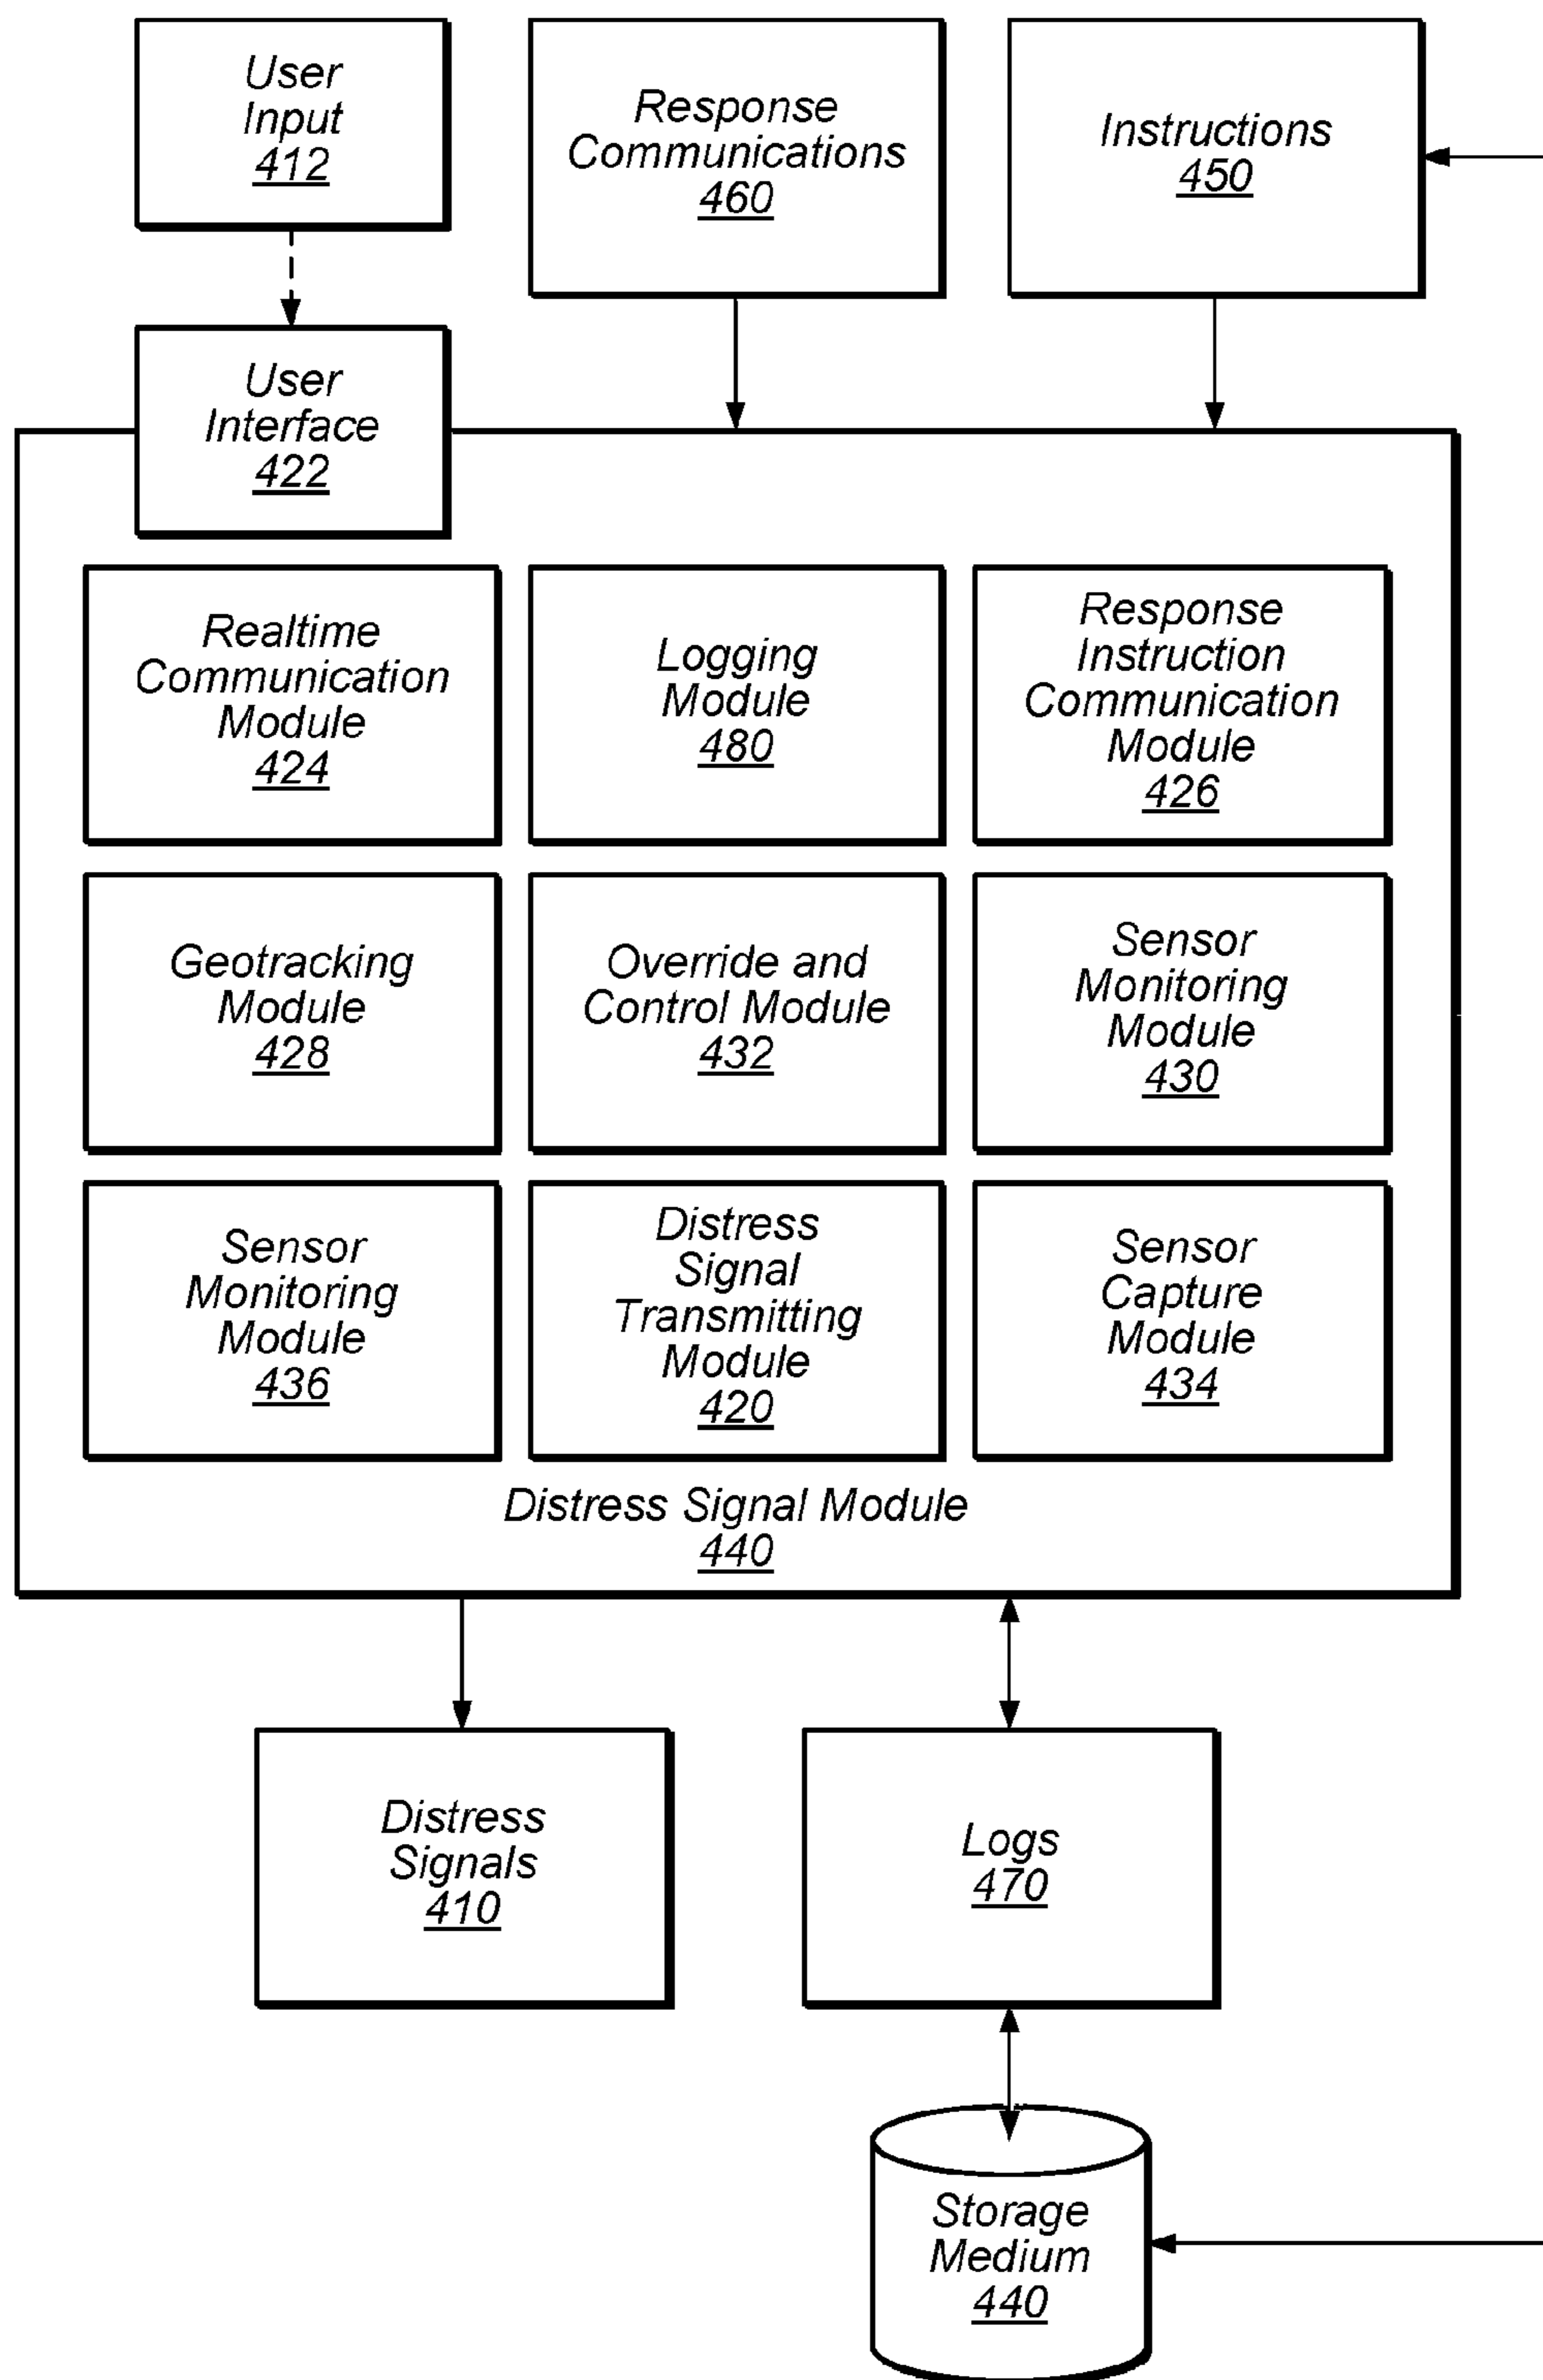 User
Input
412
Response
Communications
460
Instructions
450
User
Interface
422
Realtime
Communication
Module
424
Logging
Module
480
Response
Instruction
Communication
Module
426
Geotracking
Module
428
Override and
Control Module
432
Sensor
Monitoring
Module
430
Sensor
Monitoring
Module
436
Distress
Signal
Transmitting
Module
420
Sensor
Capture
Module
434
Distress Signal Module
440
Distress
Signals
410
Logs
470
Storage
Medium
440